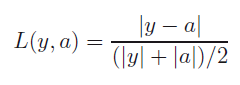 L(y, a) = |y − a| / (|y| + |a|)/2